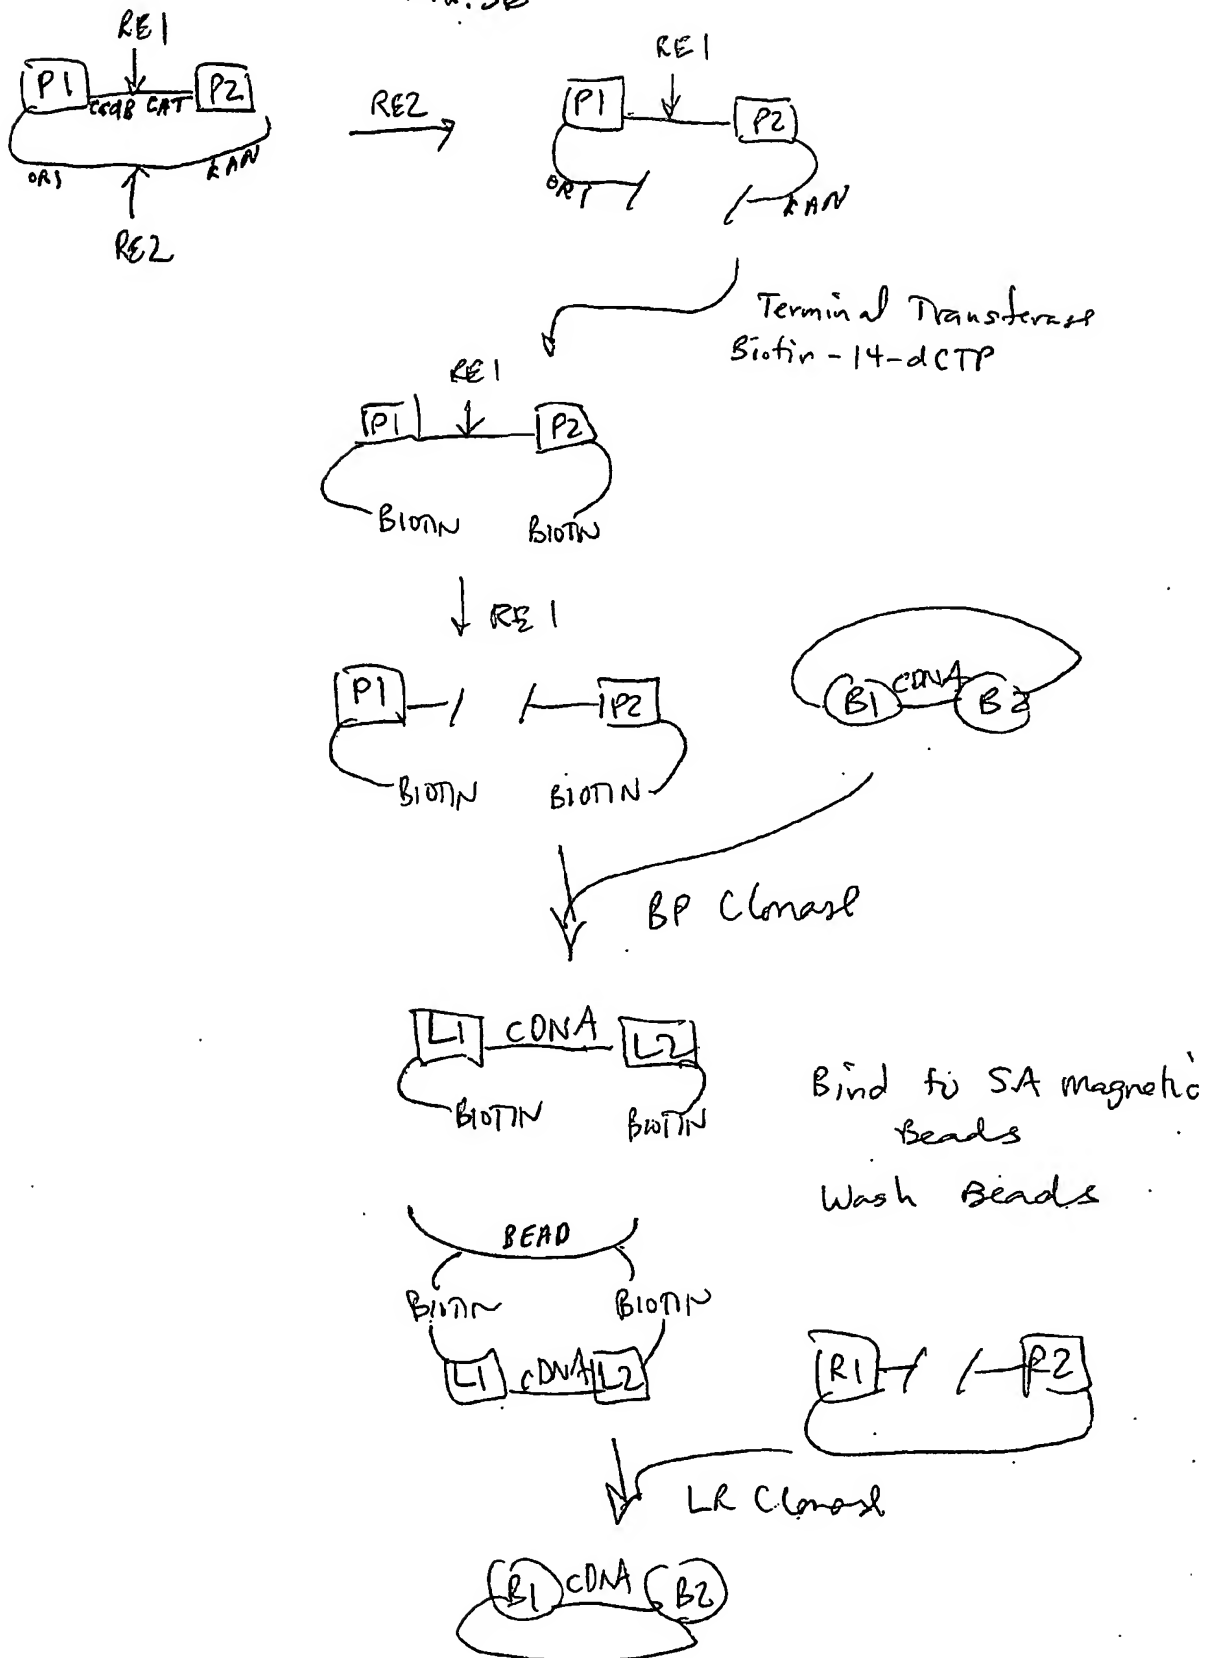 RE1
RE1
P1
P2
ccdB CAT
RE2
P1
P2
ORI
KAN
ORI
KAN
RE2
Terminal Transferase
Biotin-14-dCTP
RE1
P1
P2
BIOTIN
BIOTIN
RE1
P1
P2
cDNA
B1
B2
BIOTIN
BIOTIN
BP Clonase
L1
cDNA
L2
Bind to SA magnetic
Beads
BIOTIN
BIOTIN
Wash Beads
BEAD
BIOTIN
BIOTIN
R1
R2
L1
cDNA
L2
LR Clonase
B1
cDNA
B2